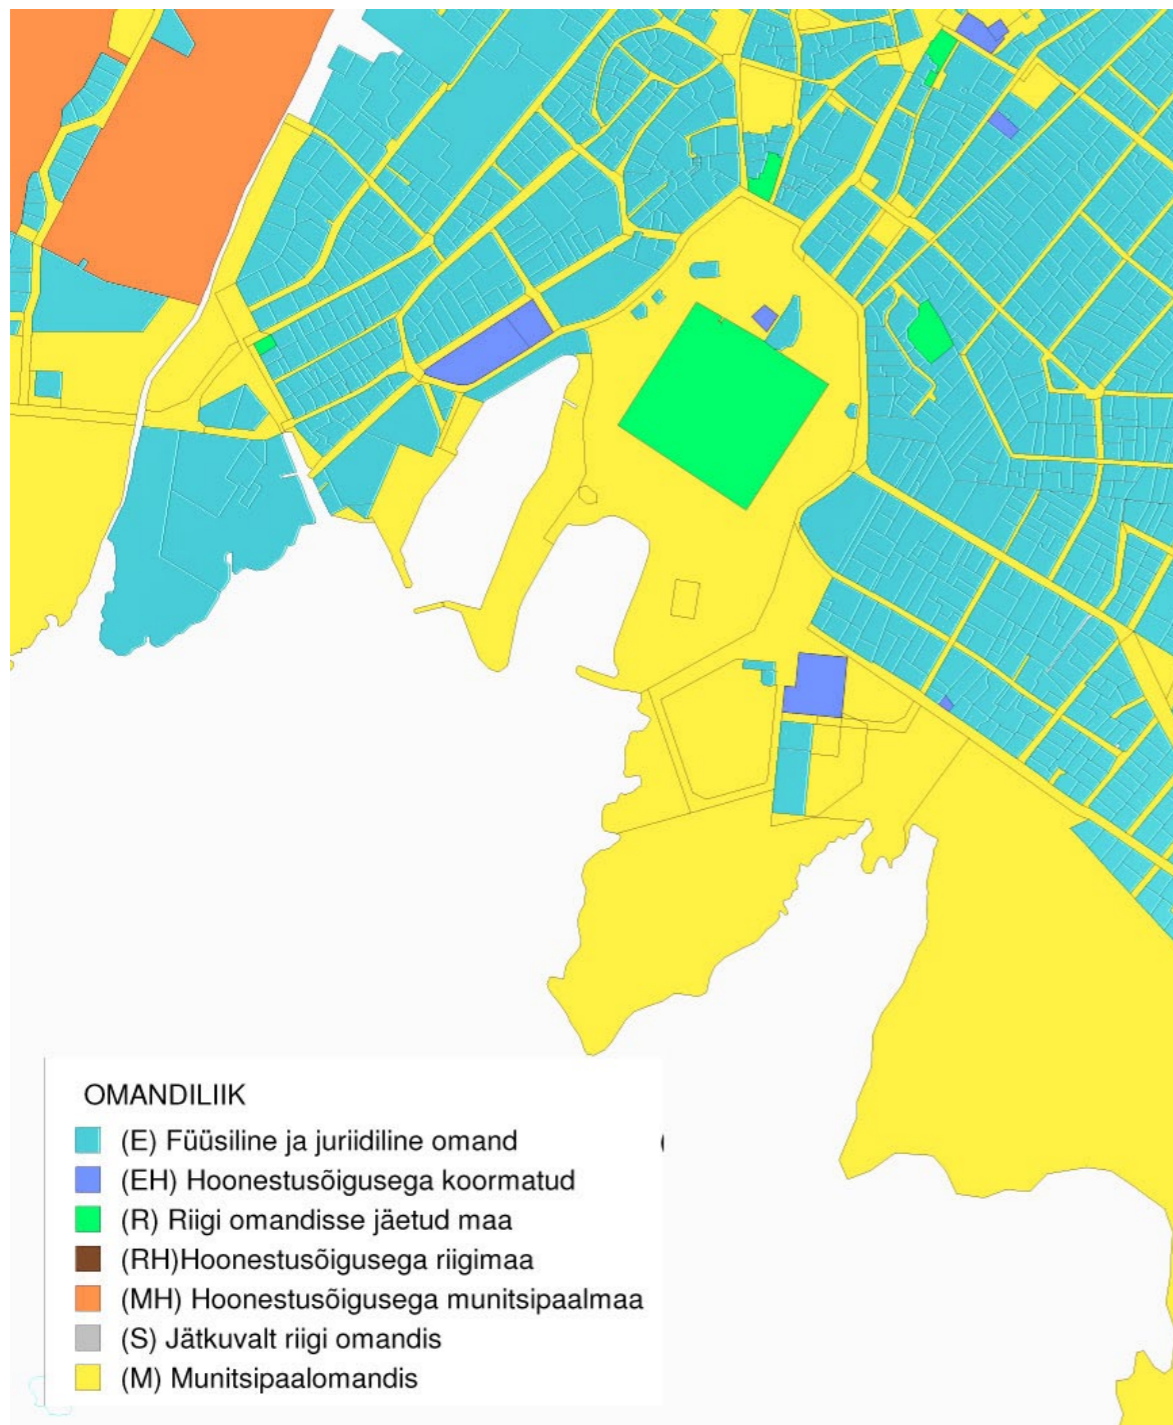 OMANDILIIK
(E) Füüsiline ja juriidiline omand
(EH) Hoonestusõigusega koormatud
(R) Riigi omandisse jäetud maa
(RH)Hoonestusõigusega riigimaa
(MH) Hoonestusõigusega munitsipaalmaa
(S) Jätkuvalt riigi omandis
(M) Munitsipaalomandis